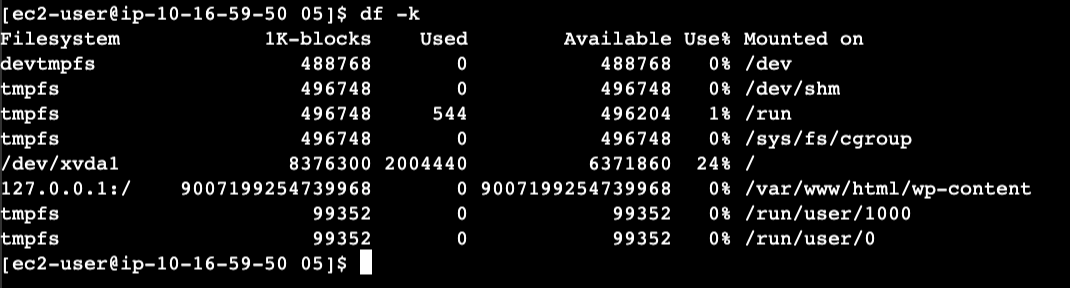 [ec2-user@ip-10-16-59-50 05]$ df -k
Filesystem 1K-blocks Used Available Use% Mounted on
devtmpfs 488768 0 488768 0% /dev
tmpfs 496748 0 496748 0% /dev/shm
tmpfs 496748 544 496204 1% /run
tmpfs 496748 0 496748 0% /sys/fs/cgroup
/dev/xvda1 8376300 2004440 6371860 24% /
127.0.0.1:/ 9007199254739968 0 9007199254739968 0% /var/www/html/wp-content
tmpfs 99352 0 99352 0% /run/user/1000
tmpfs 99352 0 99352 0% /run/user/0
[ec2-user@ip-10-16-59-50 05]$